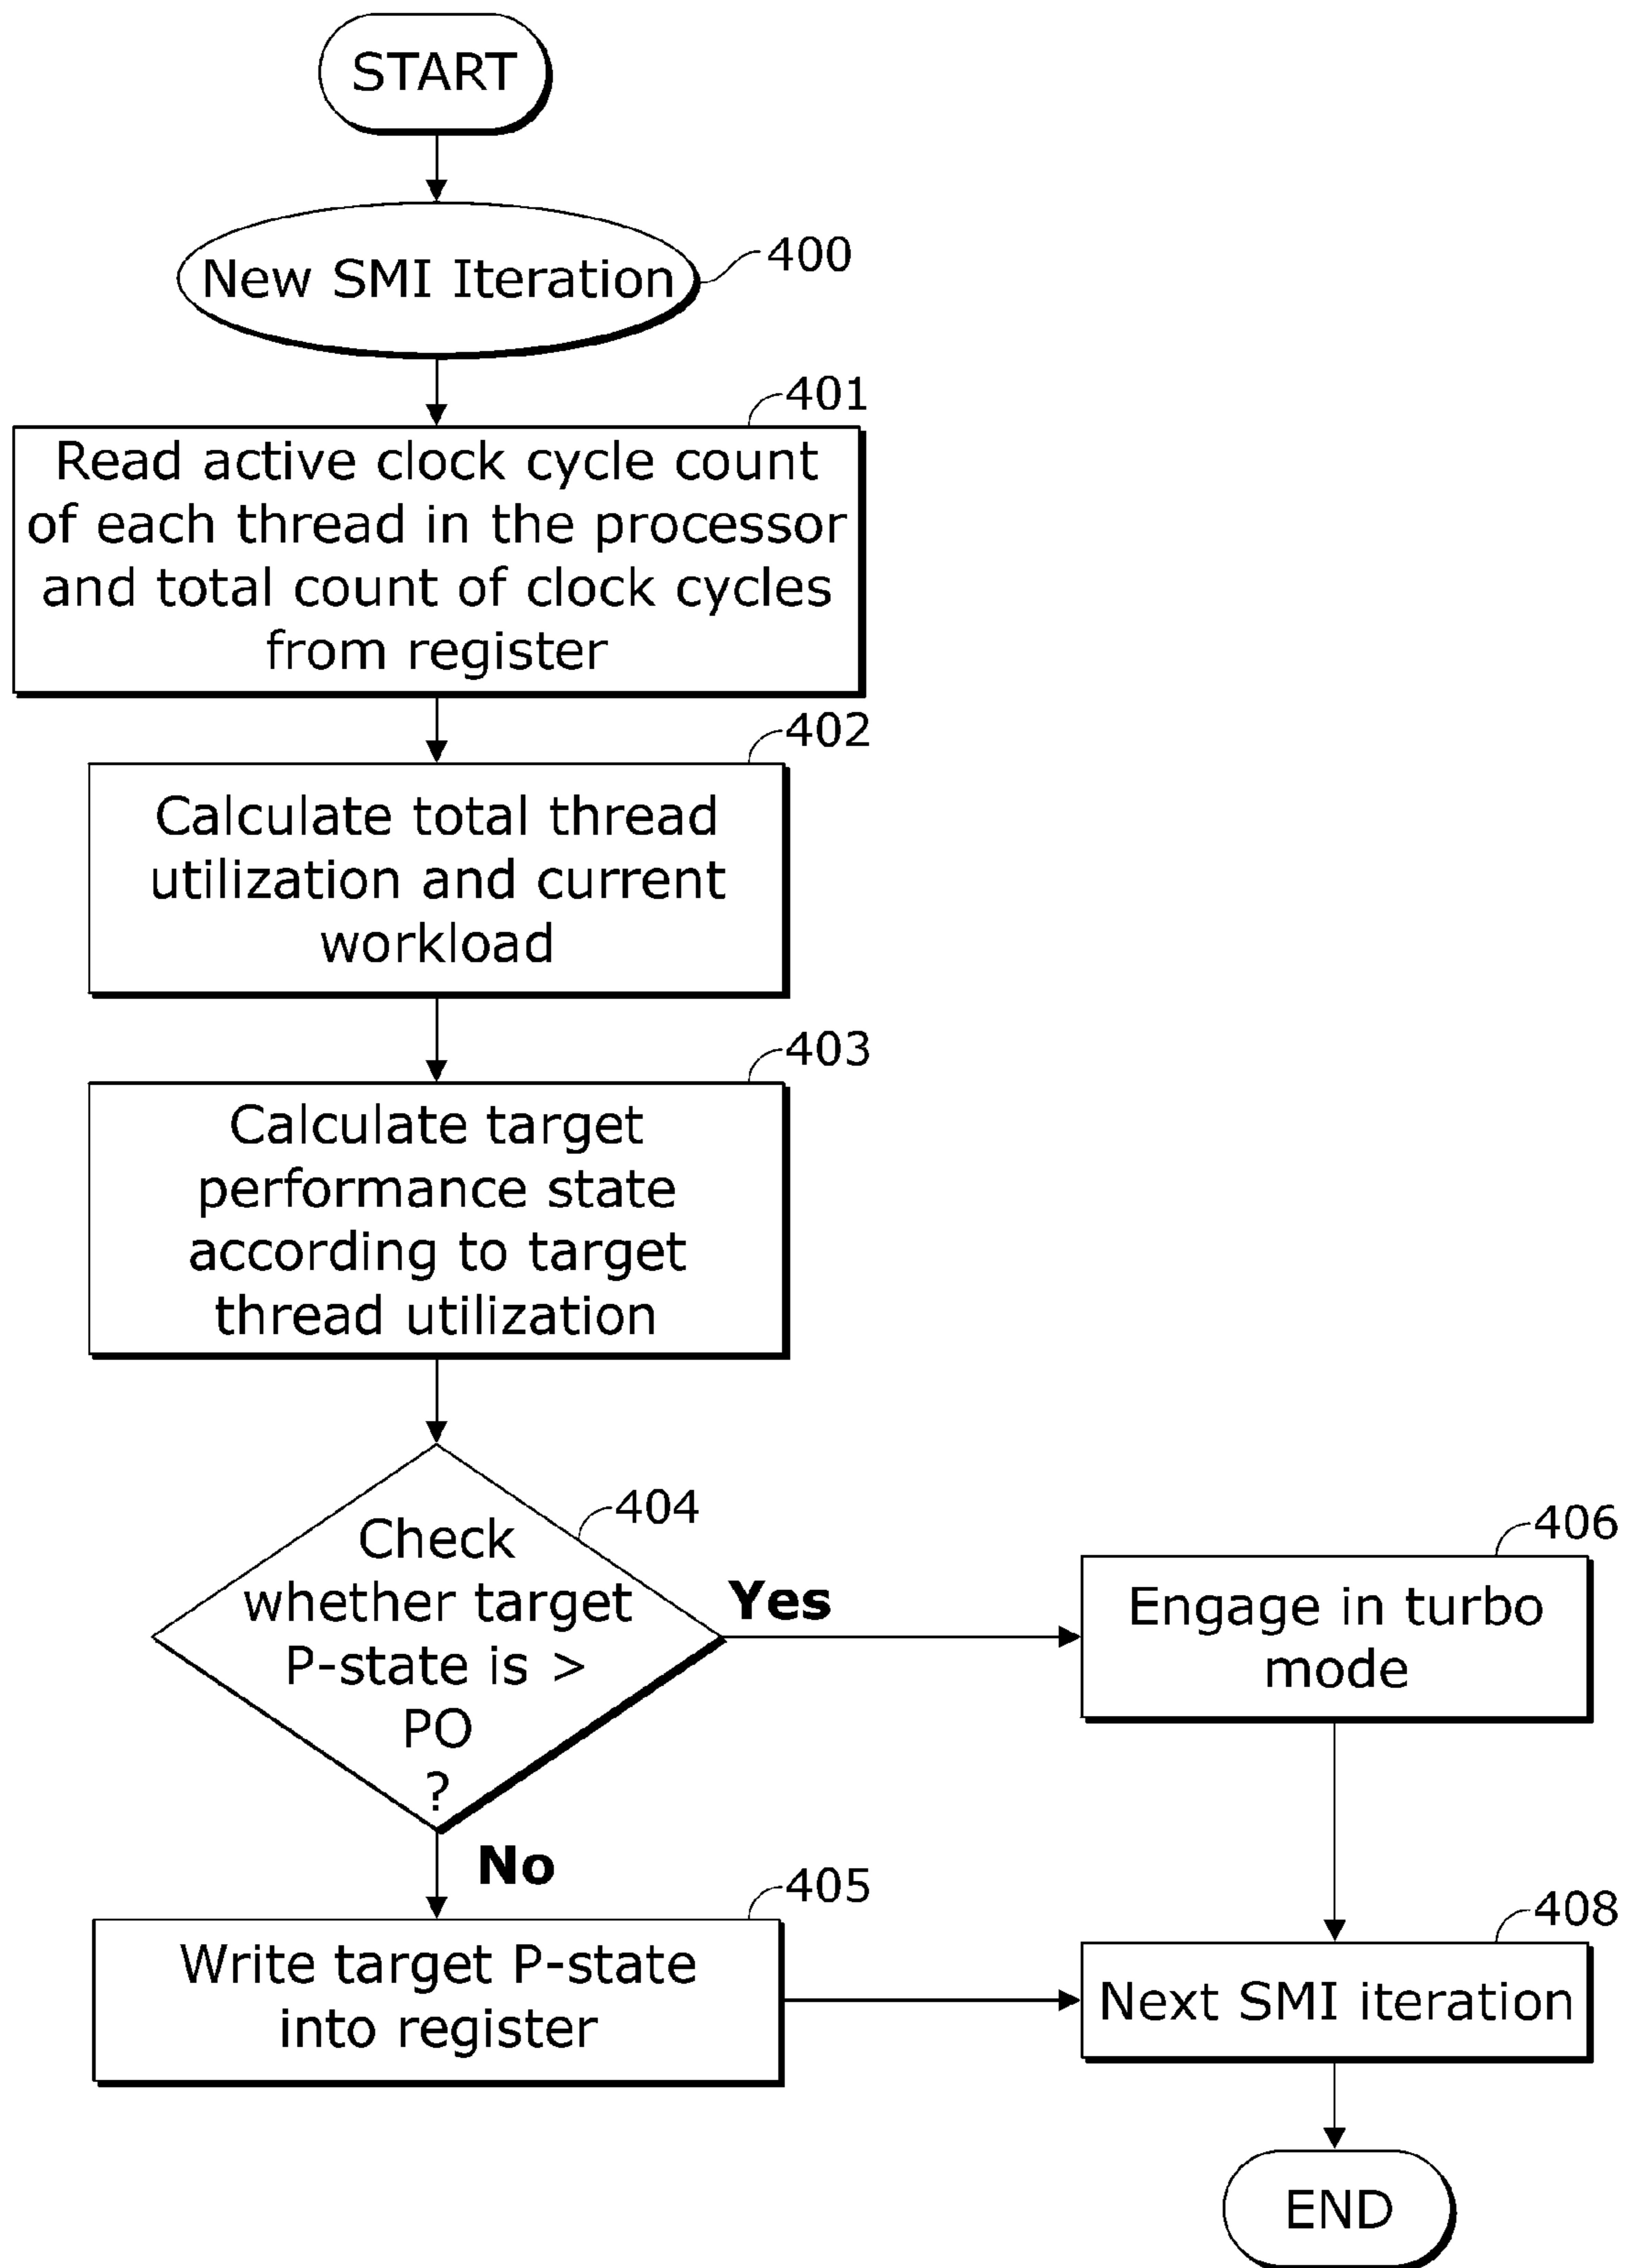 START
New SMI Iteration
400
401
Read active clock cycle count
of each thread in the processor
and total count of clock cycles
from register
402
Calculate total thread
utilization and current
workload
403
Calculate target
performance state
according to target
thread utilization
404
Check
whether target
P-state is >
PO
?
Yes
406
Engage in turbo
mode
No
405
Write target P-state
into register
408
Next SMI iteration
END